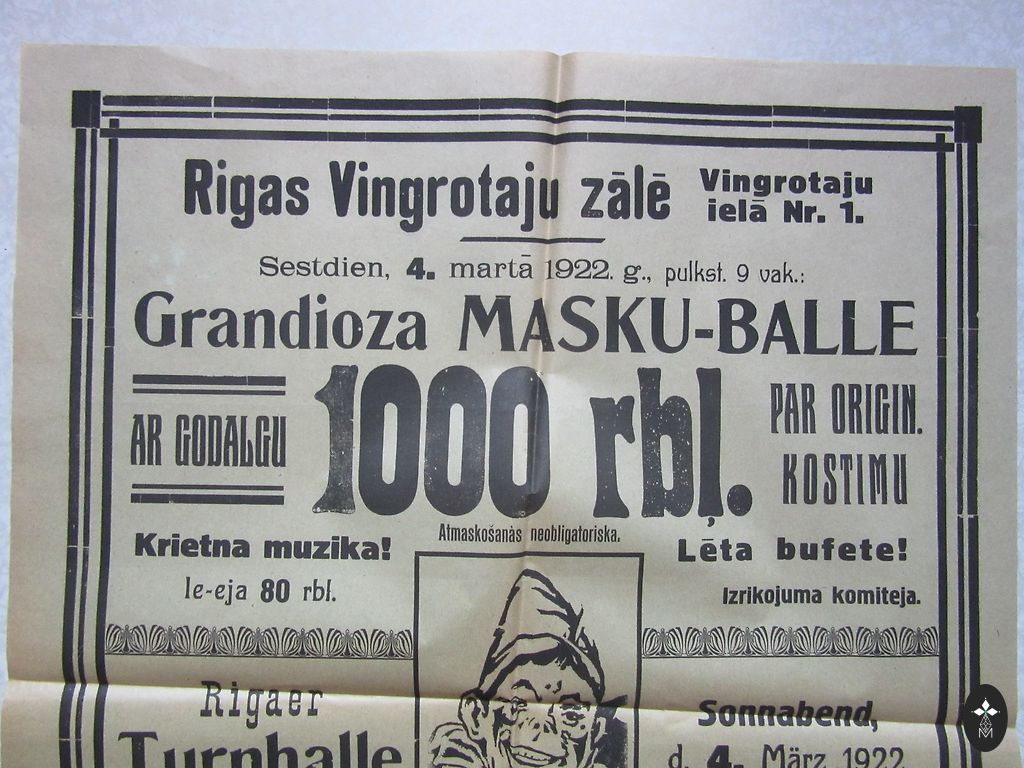 Rigas Vingrotaju zālē
Vingrotaju
ielā Nr. 1.
Sestdien, 4. martā 1922. g., pulkst. 9 vak.:
Grandioza MASKU-BALLE
AR GODALGU
1000 rbļ.
PAR ORIGIN.
KOSTIMU
Atmaskošanās neobligatoriska.
Krietna muzika!
Ie-eja 80 rbl.
Lēta bufete!
Izrikojuma komiteja.
Rigaer
Turnhalle
Sonnabend,
d. 4. März 1922